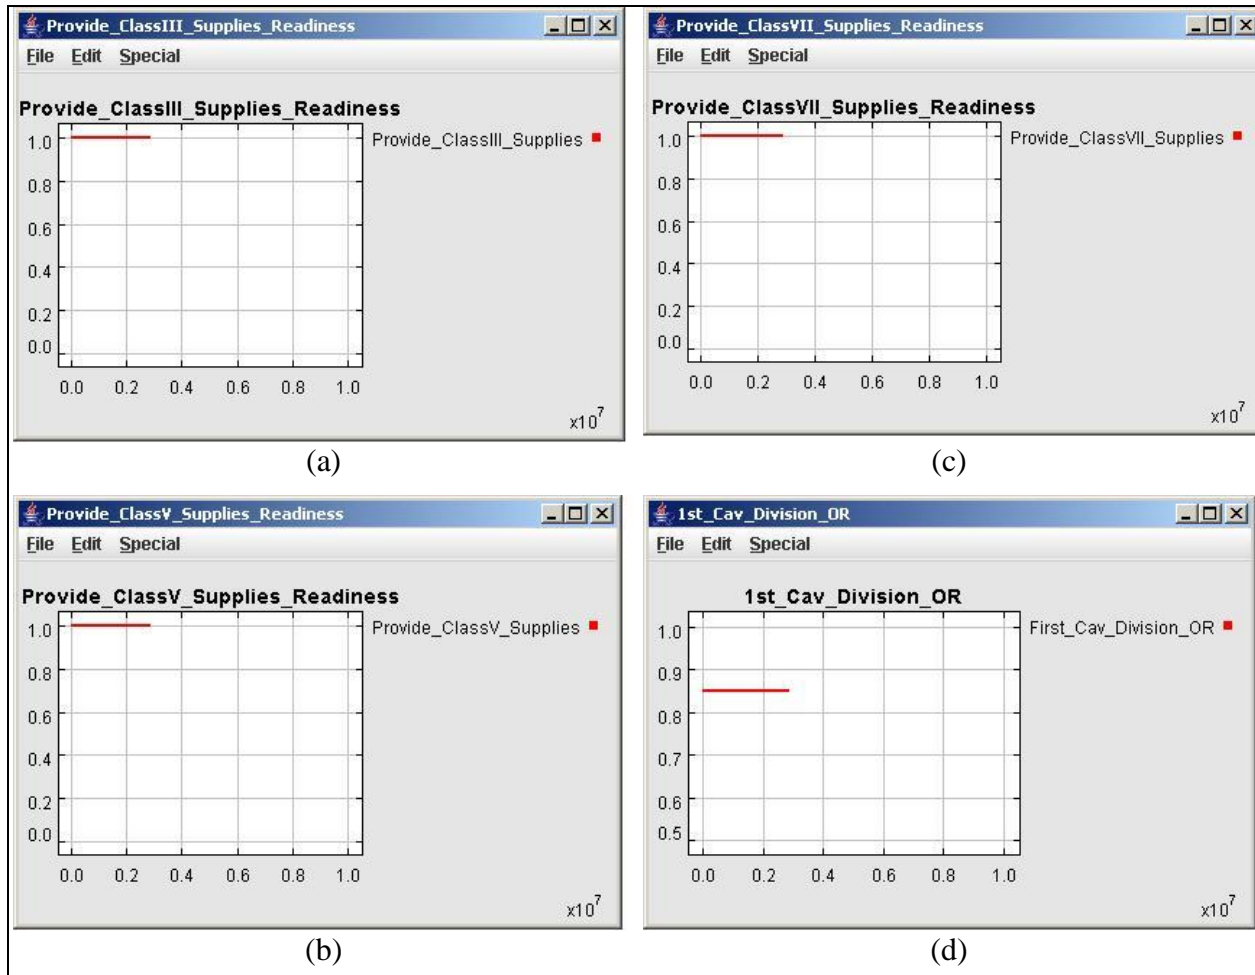 Provide_ClassIII_Supplies_Readiness
File Edit Special
Provide_ClassIII_Supplies_Readiness
Provide_ClassIII_Supplies
1.0
0.8
0.6
0.4
0.2
0.0
0.0 0.2 0.4 0.6 0.8 1.0
x10^7
(a)
Provide_ClassVII_Supplies_Readiness
File Edit Special
Provide_ClassVII_Supplies_Readiness
Provide_ClassVII_Supplies
1.0
0.8
0.6
0.4
0.2
0.0
0.0 0.2 0.4 0.6 0.8 1.0
x10^7
(c)
Provide_ClassV_Supplies_Readiness
File Edit Special
Provide_ClassV_Supplies_Readiness
Provide_ClassV_Supplies
1.0
0.8
0.6
0.4
0.2
0.0
0.0 0.2 0.4 0.6 0.8 1.0
x10^7
(b)
1st_Cav_Division_OR
File Edit Special
1st_Cav_Division_OR
First_Cav_Division_OR
1.0
0.9
0.8
0.7
0.6
0.5
0.0 0.2 0.4 0.6 0.8 1.0
x10^7
(d)